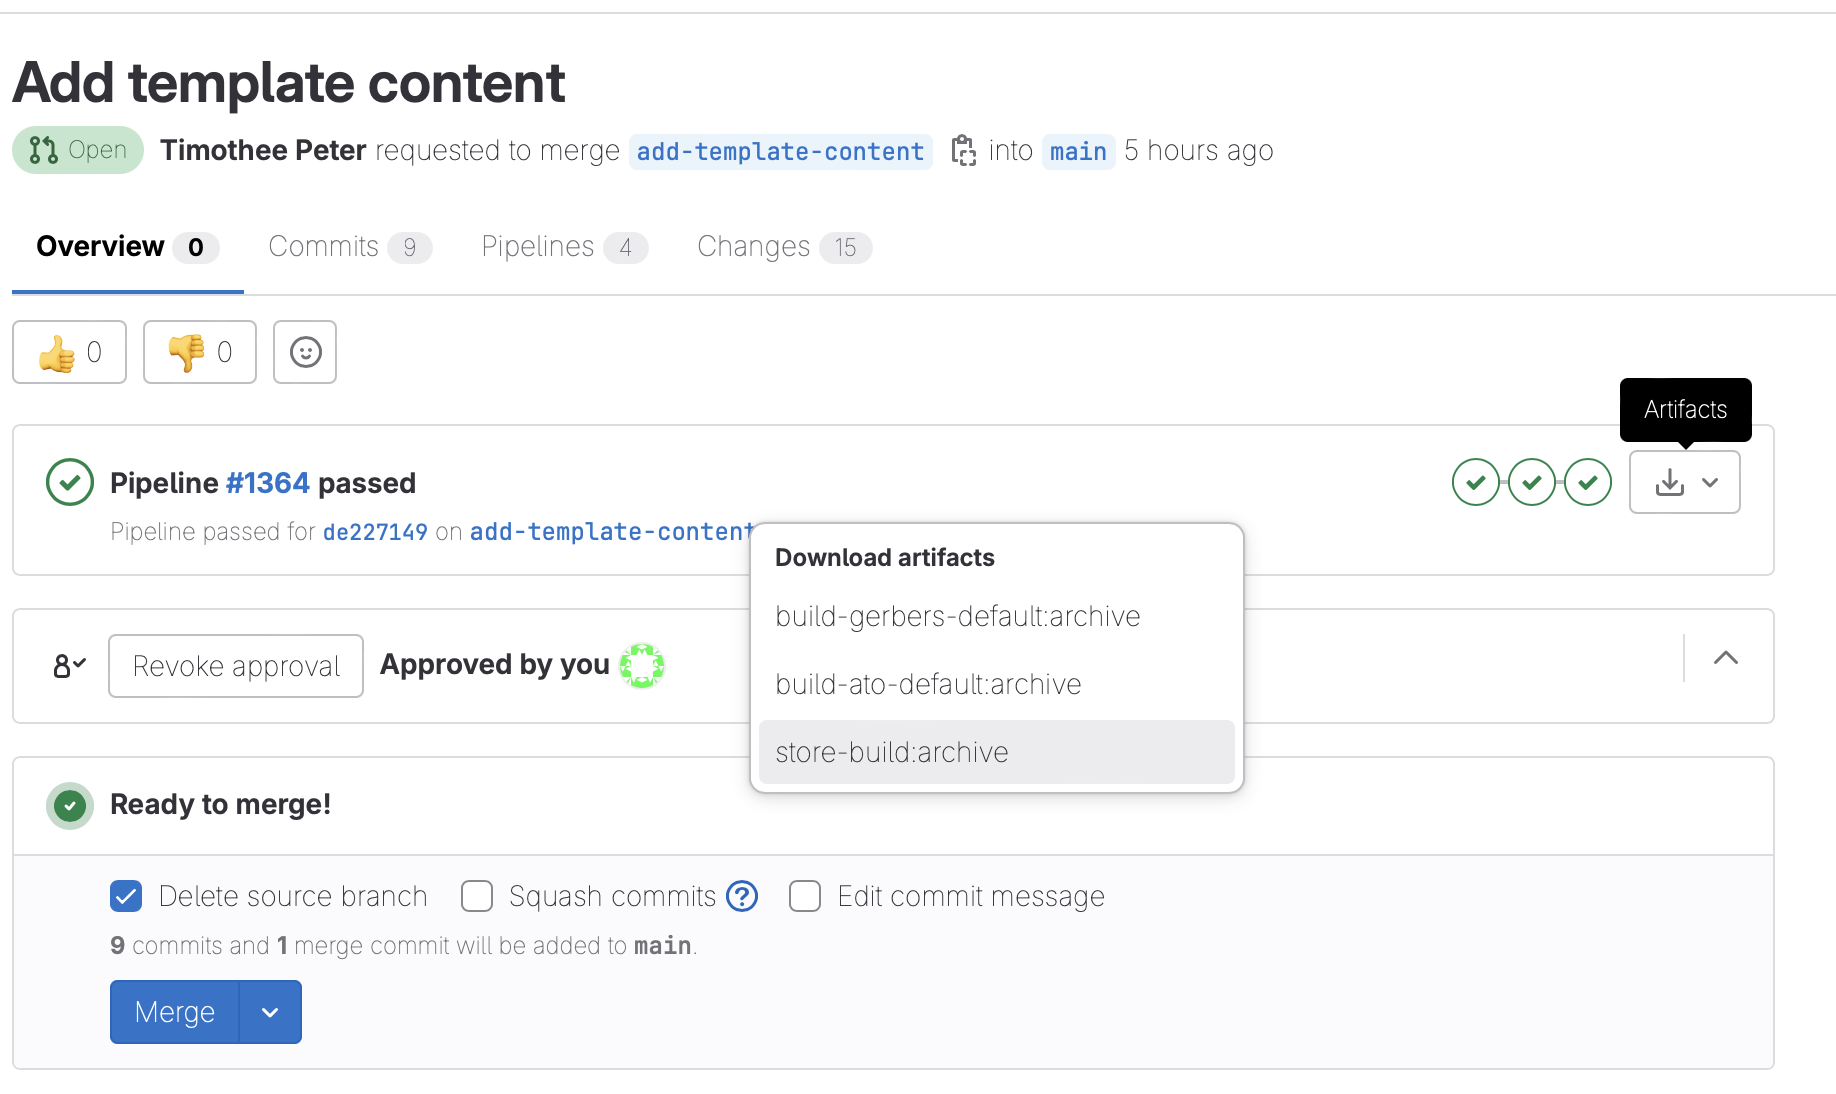 Add template content
Open Timothee Peter requested to merge add-template-content into main 5 hours ago
Overview 0 Commits 9 Pipelines 4 Changes 15
0 0
Artifacts
Pipeline #1364 passed
Pipeline passed for de227149 on add-template-content
Download artifacts
build-gerbers-default:archive
build-ato-default:archive
store-build:archive
Revoke approval Approved by you
Ready to merge!
Delete source branch Squash commits ? Edit commit message
9 commits and 1 merge commit will be added to main.
Merge